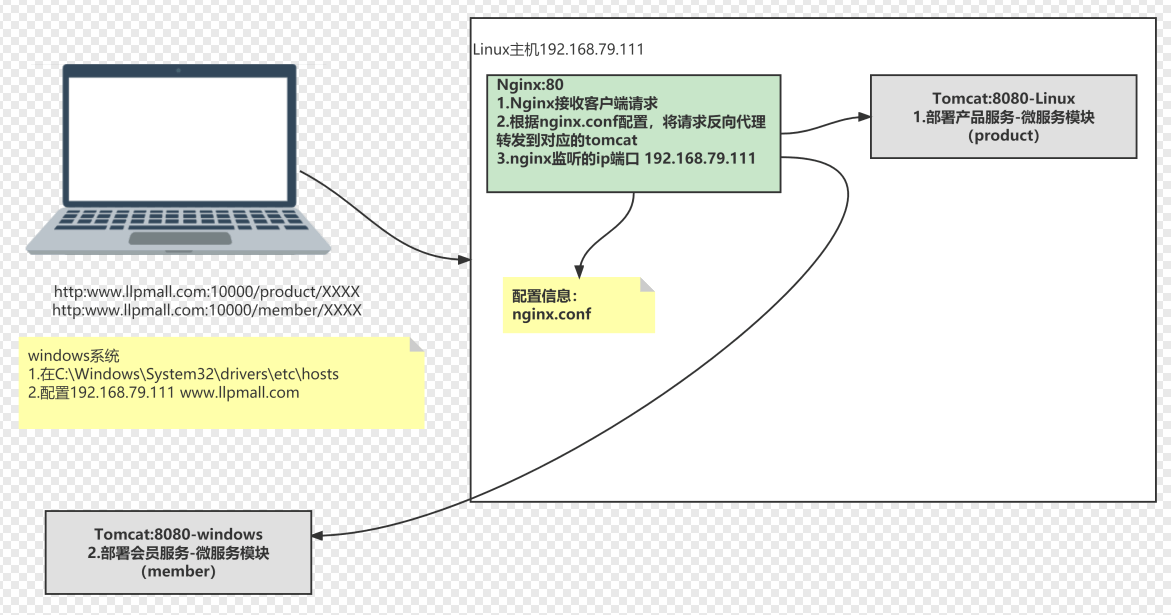 Linux主机192.168.79.111
Nginx:80
1.Nginx接收客户端请求
2.根据nginx.conf配置，将请求反向代理
转发到对应的tomcat
3.nginx监听的ip端口 192.168.79.111
Tomcat:8080-Linux
1.部署产品服务-微服务模块
（product）
配置信息：
nginx.conf
http:www.llpmall.com:10000/product/XXXX
http:www.llpmall.com:10000/member/XXXX
windows系统
1.在C:\Windows\System32\drivers\etc\hosts
2.配置192.168.79.111 www.llpmall.com
Tomcat:8080-windows
2.部署会员服务-微服务模块
（member）